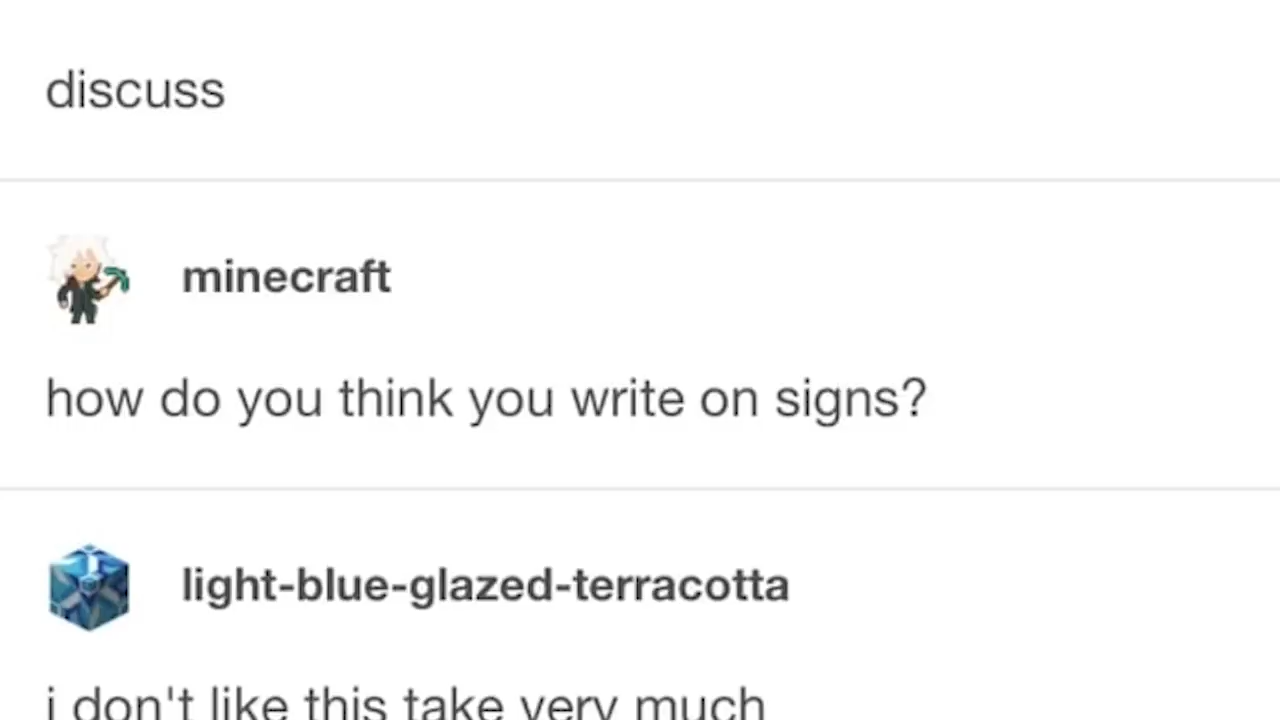 discuss
minecraft
how do you think you write on signs?
light-blue-glazed-terracotta
i don't like this take very much